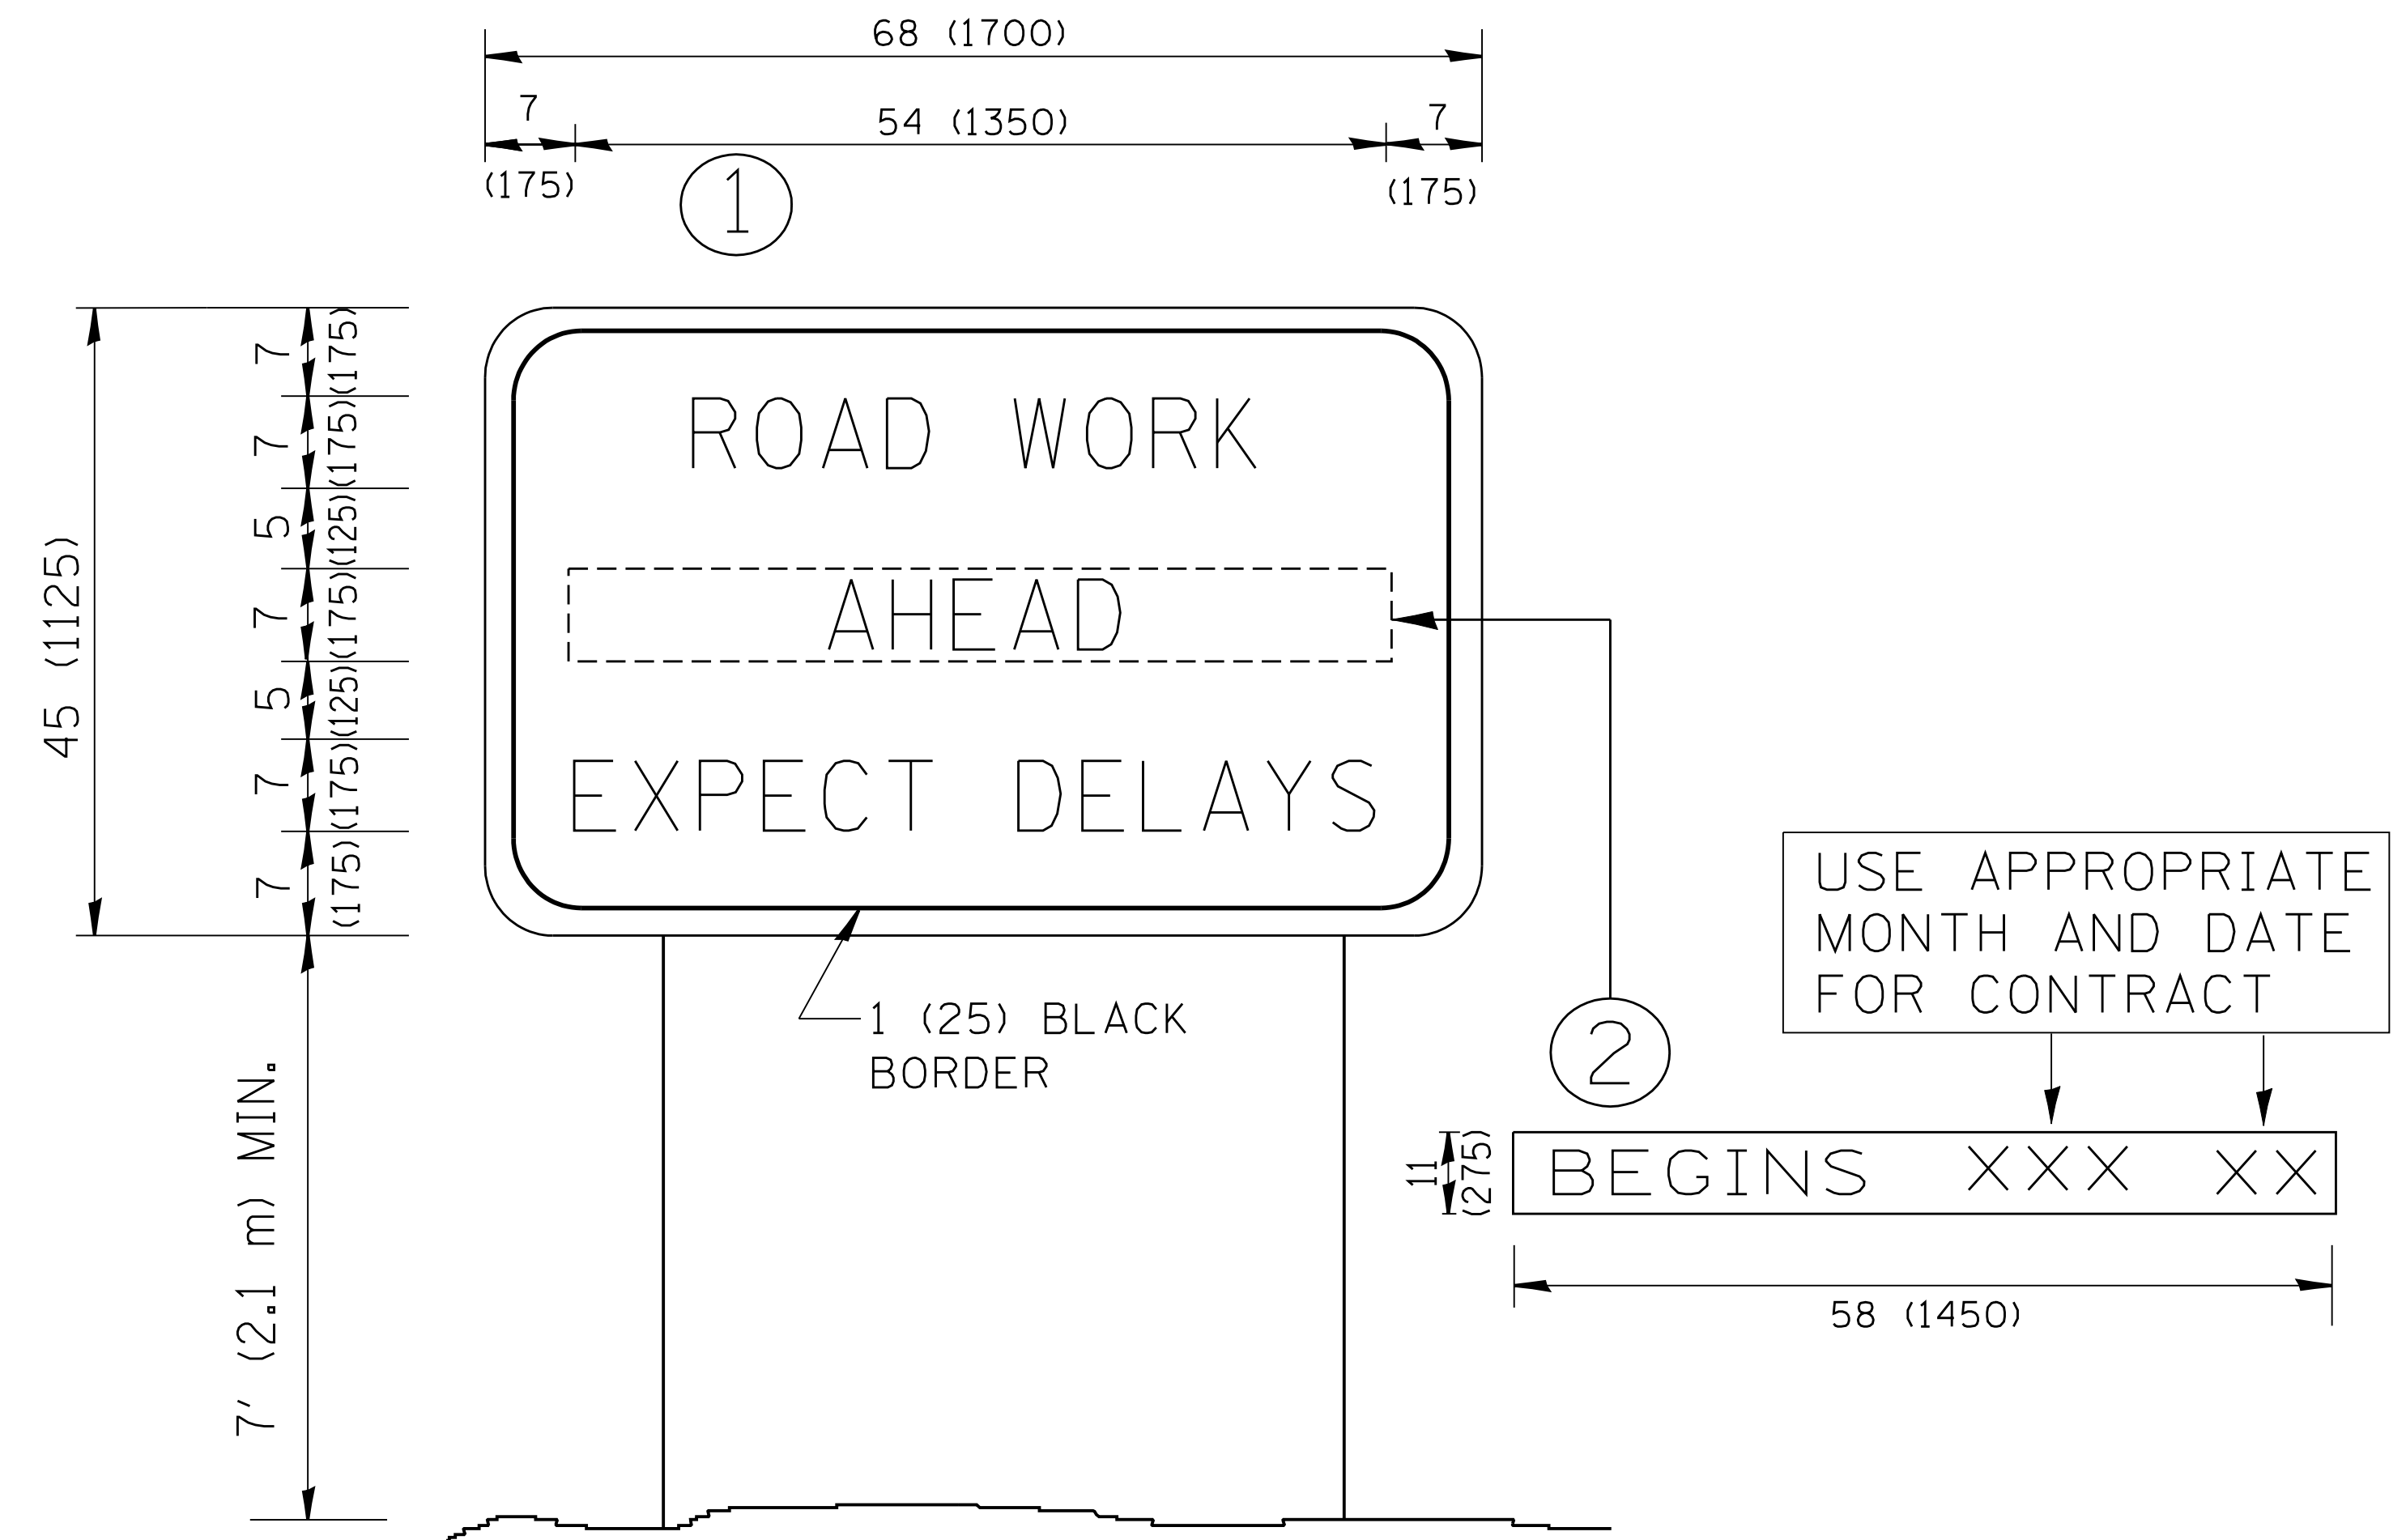 68 (1700)
7
54 (1350)
7
(175)
(175)
1
7
(175)
7
(175)
5
(125)
7
(175)
5
(125)
7
(175)
7
(175)
45 (1125)
ROAD WORK
AHEAD
EXPECT DELAYS
1 (25) BLACK
BORDER
7' (2.1 m) MIN.
2
USE APPROPRIATE
MONTH AND DATE
FOR CONTRACT
11
(275)
BEGINS XXX XX
58 (1450)